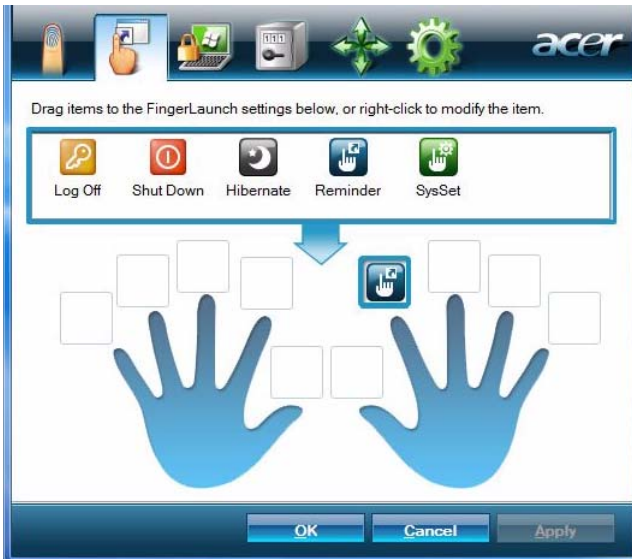 acer
Drag items to the FingerLaunch settings below, or right-click to modify the item.
Log Off Shut Down Hibernate Reminder SysSet
OK Cancel Apply